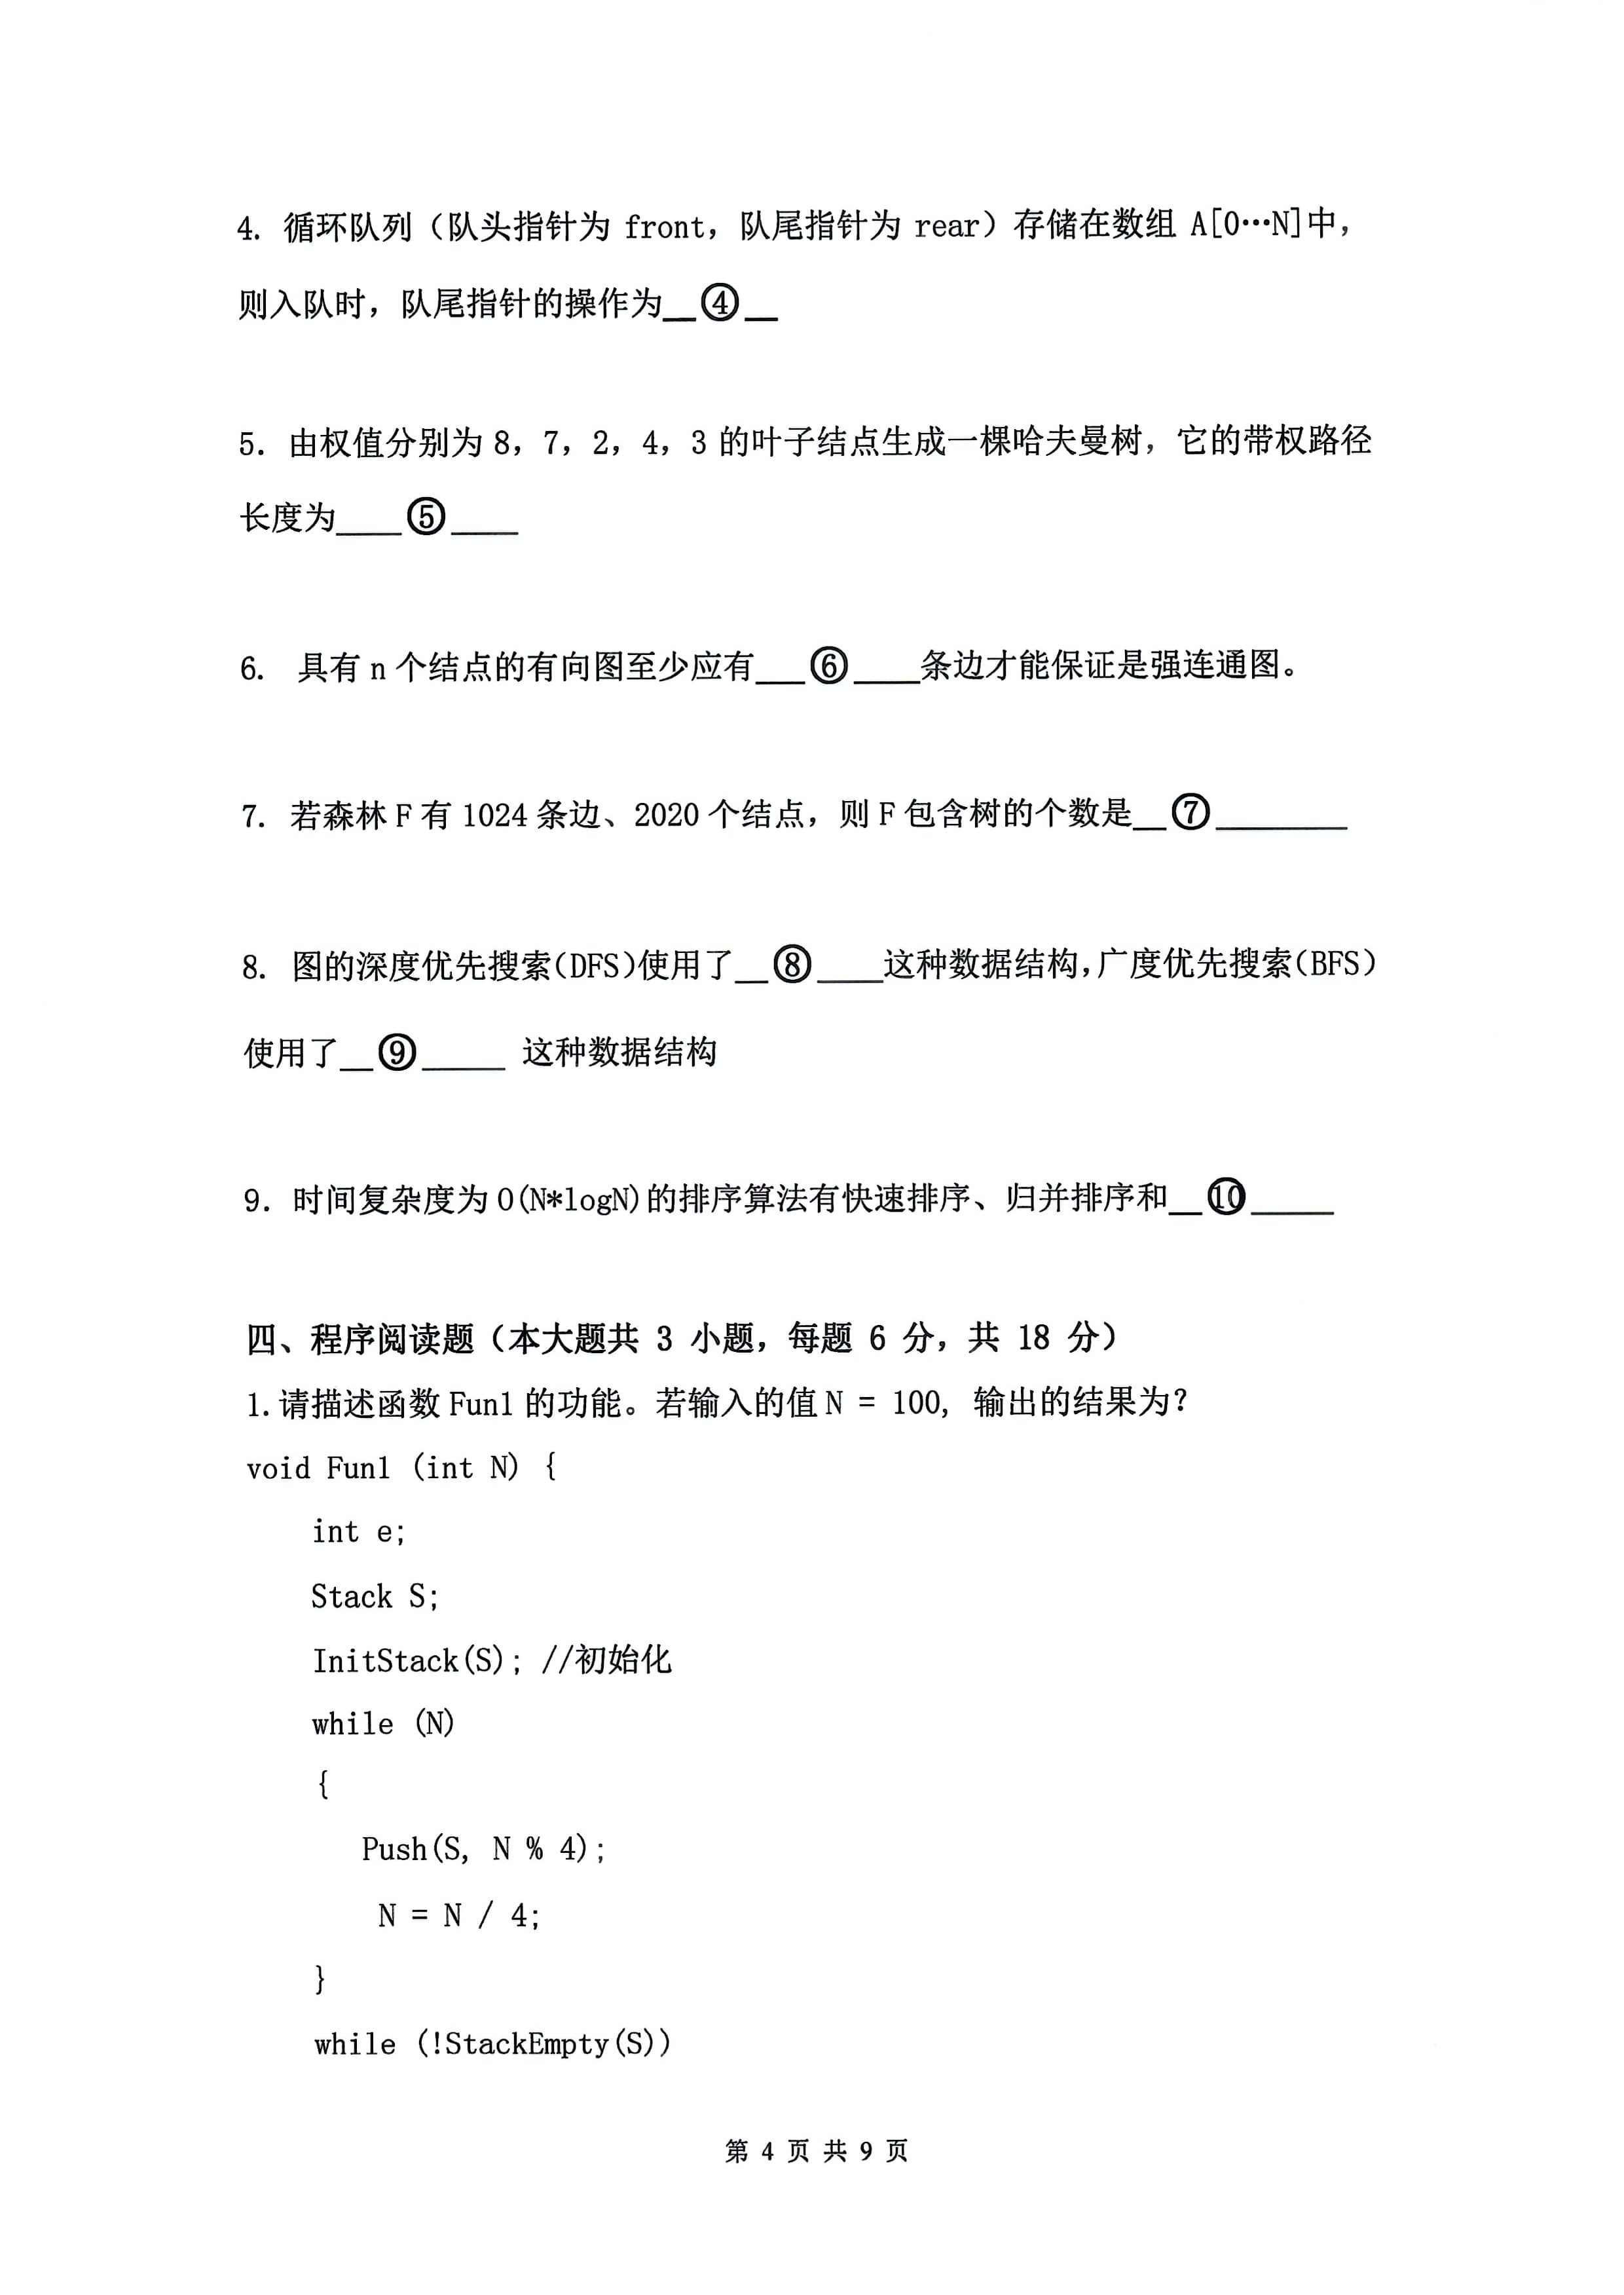 4. 循环队列（队头指针为 front，队尾指针为 rear）存储在数组 A[0…N]中，
则入队时，队尾指针的操作为__④__
5. 由权值分别为 8，7，2，4，3 的叶子结点生成一棵哈夫曼树，它的带权路径
长度为____⑤____
6. 具有 n 个结点的有向图至少应有___⑥____条边才能保证是强连通图。
7. 若森林 F 有 1024 条边、2020 个结点，则 F 包含树的个数是__⑦________
8. 图的深度优先搜索(DFS)使用了__⑧____这种数据结构,广度优先搜索(BFS)
使用了__⑨_____ 这种数据结构
9. 时间复杂度为 O(N*logN)的排序算法有快速排序、归并排序和__⑩_____
四、程序阅读题（本大题共 3 小题，每题 6 分，共 18 分）
1.请描述函数 Fun1 的功能。若输入的值 N = 100, 输出的结果为？
void Fun1 (int N) {
int e;
Stack S;
InitStack(S); //初始化
while (N)
{
Push(S, N % 4);
N = N / 4;
}
while (!StackEmpty(S))
第 4 页 共 9 页